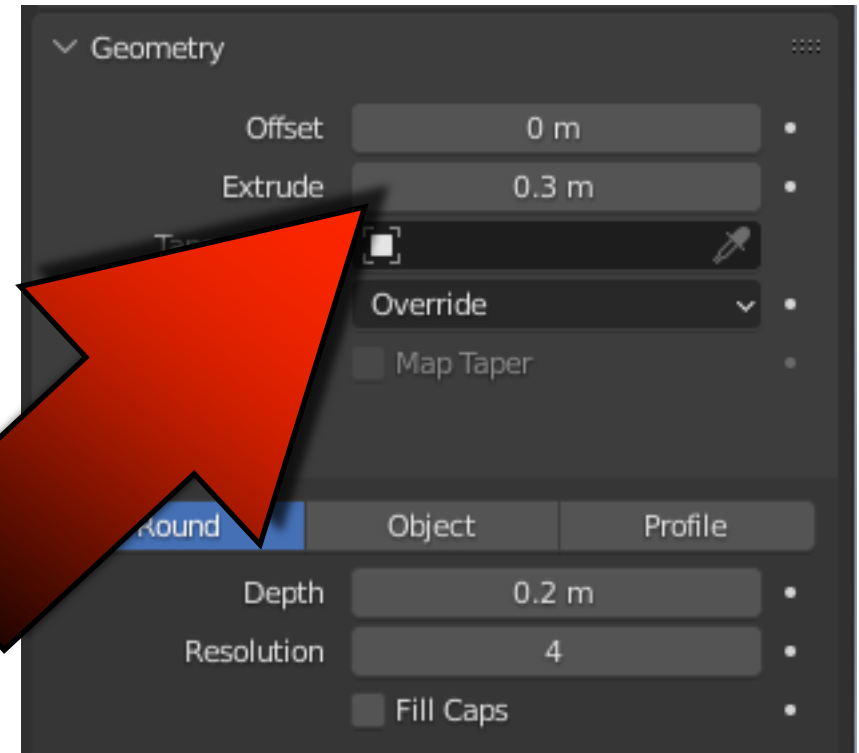 Geometry
Offset 0 m
Extrude 0.3 m
Override
Map Taper
Round Object Profile
Depth 0.2 m
Resolution 4
Fill Caps